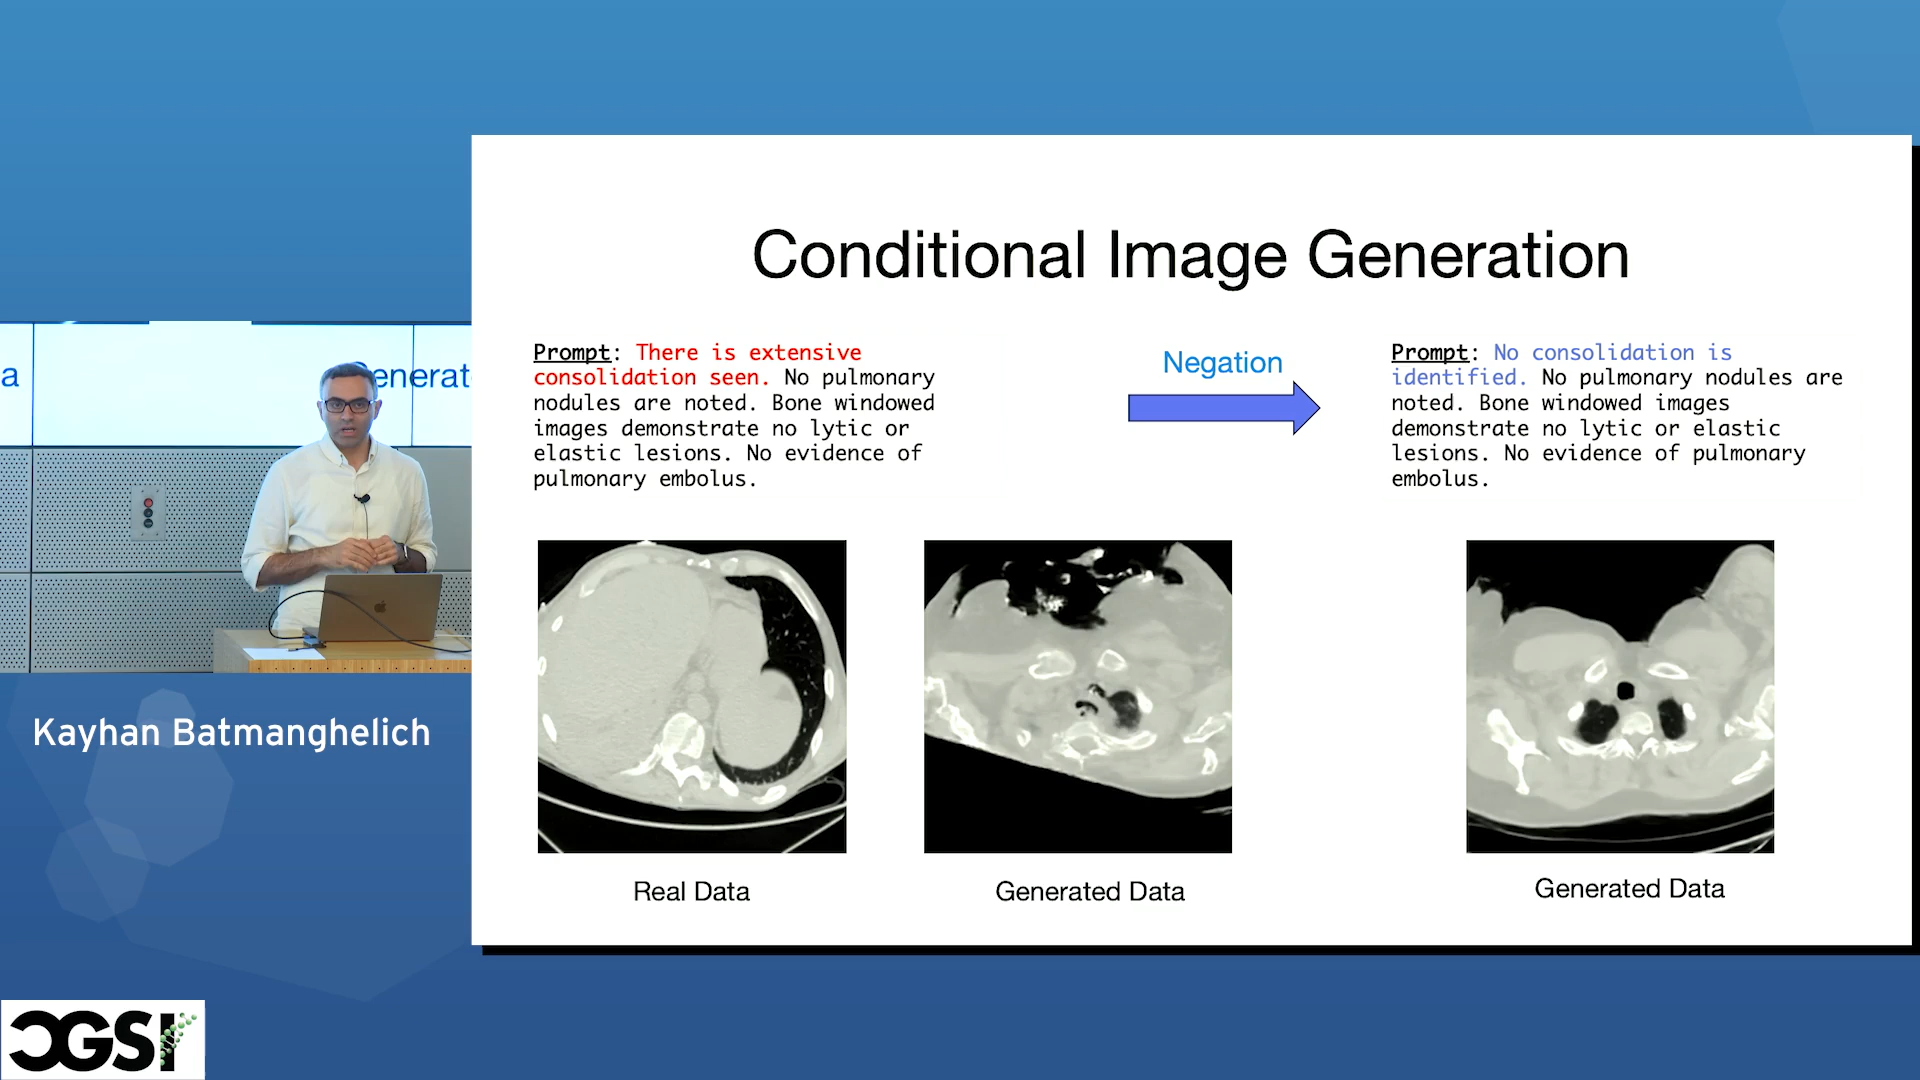 Conditional Image Generation
Prompt: There is extensive
consolidation seen. No pulmonary
nodules are noted. Bone windowed
images demonstrate no lytic or
elastic lesions. No evidence of
pulmonary embolus.
Negation
Prompt: No consolidation is
identified. No pulmonary nodules are
noted. Bone windowed images
demonstrate no lytic or elastic
lesions. No evidence of pulmonary
embolus.
Real Data
Generated Data
Generated Data
a
enerat
Kayhan Batmanghelich
CGSI